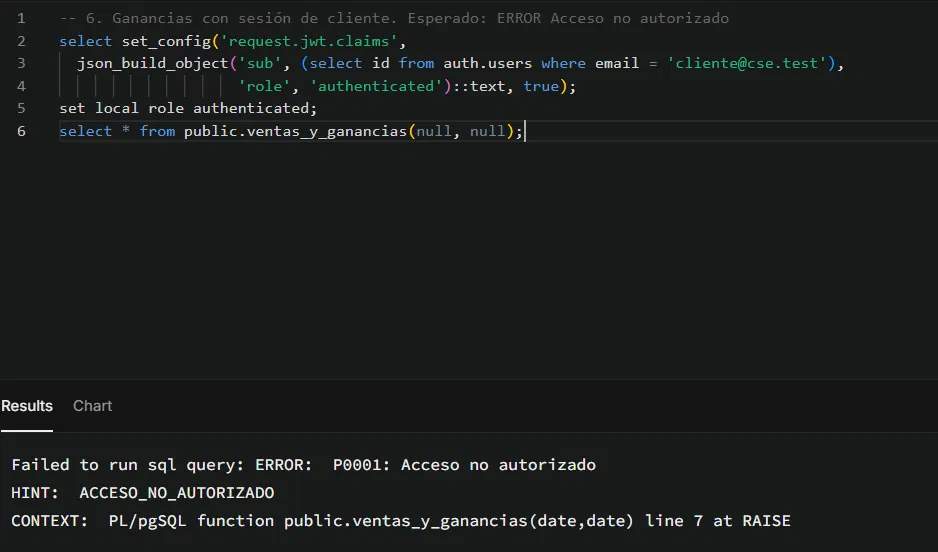 1 -- 6. Ganancias con sesión de cliente. Esperado: ERROR Acceso no autorizado
2 select set_config('request.jwt.claims',
3 json_build_object('sub', (select id from auth.users where email = 'cliente@cse.test'),
4 'role', 'authenticated')::text, true);
5 set local role authenticated;
6 select * from public.ventas_y_ganancias(null, null);
Results Chart
Failed to run sql query: ERROR: P0001: Acceso no autorizado
HINT: ACCESO_NO_AUTORIZADO
CONTEXT: PL/pgSQL function public.ventas_y_ganancias(date,date) line 7 at RAISE